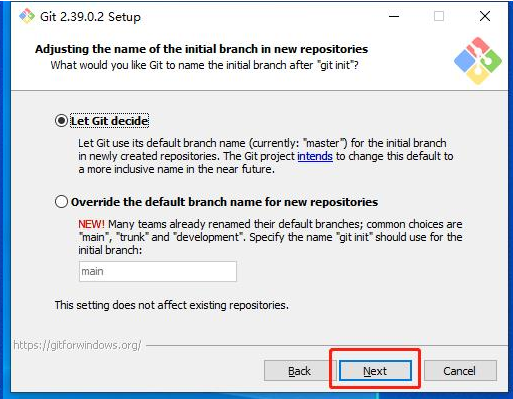 Git 2.39.0.2 Setup
Adjusting the name of the initial branch in new repositories
What would you like Git to name the initial branch after "git init"?
Let Git decide
Let Git use its default branch name (currently: "master") for the initial branch
in newly created repositories. The Git project intends to change this default to
a more inclusive name in the near future.
Override the default branch name for new repositories
NEW! Many teams already renamed their default branches; common choices are
"main", "trunk" and "development". Specify the name "git init" should use for the
initial branch:
main
This setting does not affect existing repositories.
https://gitforwindows.org/
Back
Next
Cancel